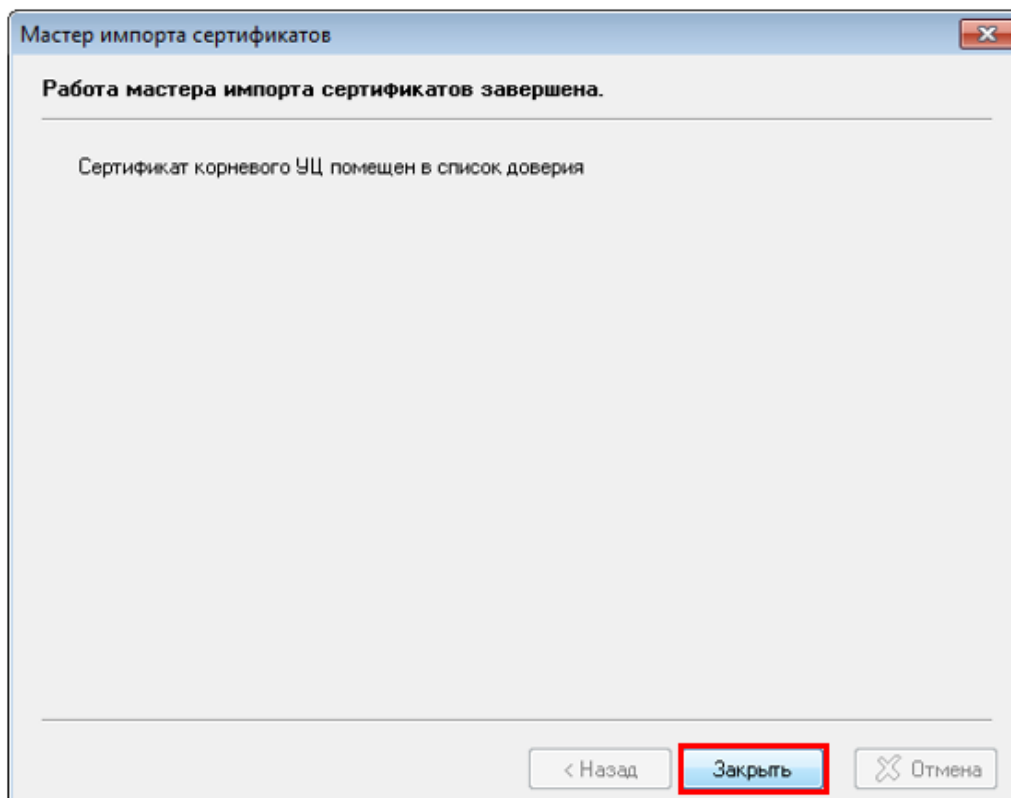 Мастер импорта сертификатов
Работа мастера импорта сертификатов завершена.
Сертификат корневого УЦ помещен в список доверия
< Назад
Закрыть
Отмена